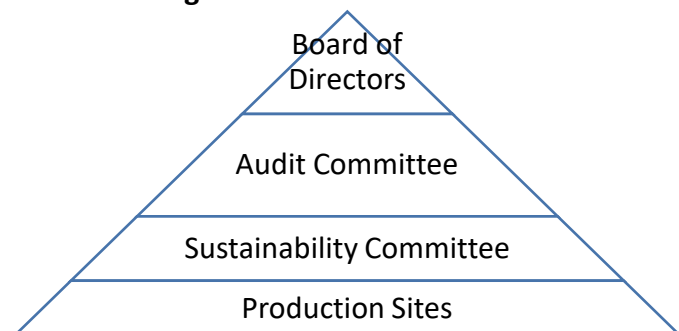 Board of
Directors
Audit Committee
Sustainability Committee
Production Sites